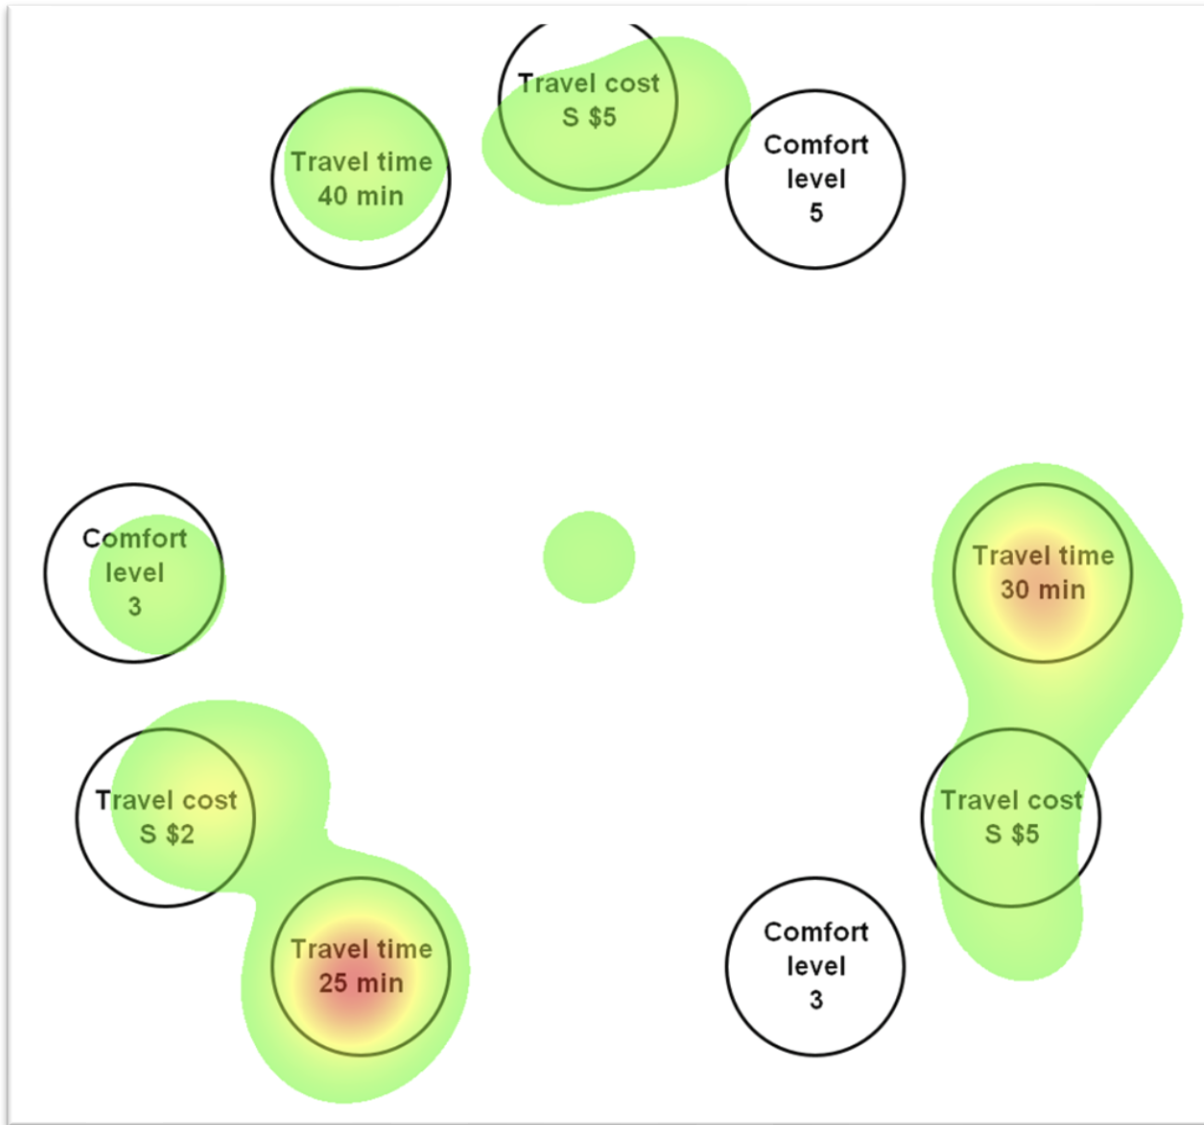 Travel cost
S $5
Travel time
40 min
Comfort
level
5
Comfort
level
3
Travel time
30 min
Travel cost
S $2
Travel cost
S $5
Travel time
25 min
Comfort
level
3